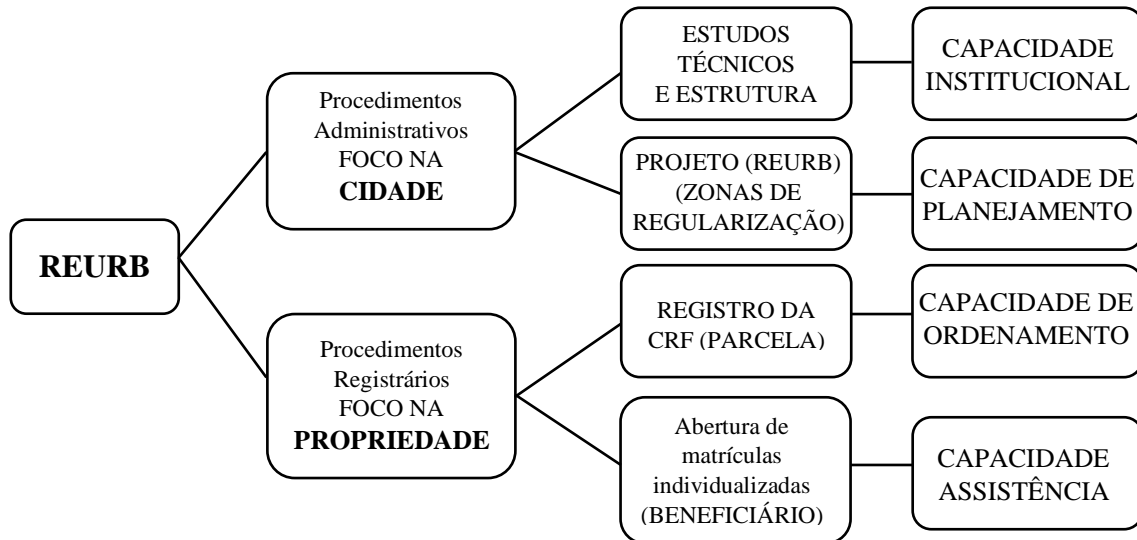 REURB
Procedimentos
Administrativos
FOCO NA
CIDADE
Procedimentos
Registrários
FOCO NA
PROPRIEDADE
ESTUDOS
TÉCNICOS
E ESTRUTURA
PROJETO (REURB)
(ZONAS DE
REGULARIZAÇÃO)
REGISTRO DA
CRF (PARCELA)
Abertura de
matrículas
individualizadas
(BENEFICIÁRIO)
CAPACIDADE
INSTITUCIONAL
CAPACIDADE DE
PLANEJAMENTO
CAPACIDADE DE
ORDENAMENTO
CAPACIDADE
ASSISTÊNCIA